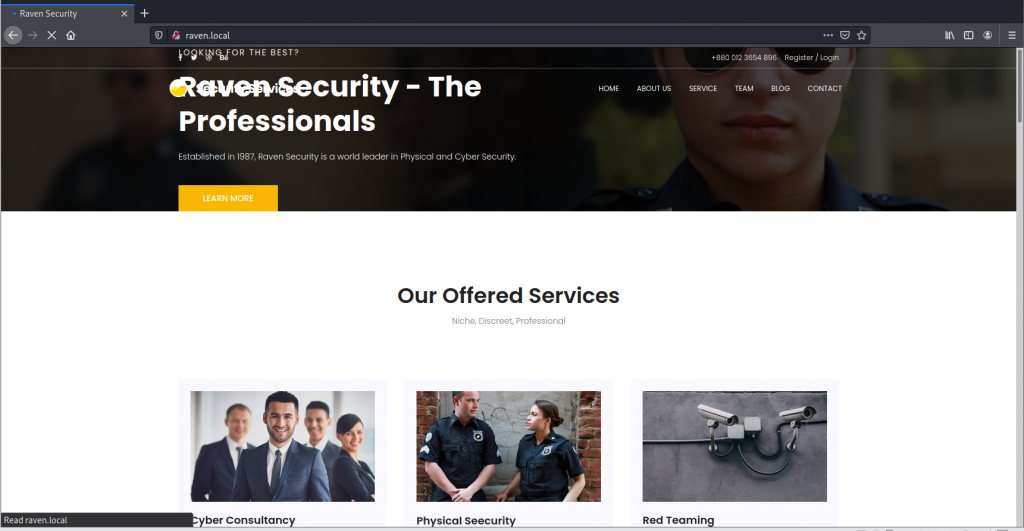 Raven Security
raven.local
LOOKING FOR THE BEST?
+880 012 3654 896 Register / Login
Security Services
HOME ABOUT US SERVICE TEAM BLOG CONTACT
Raven Security - The
Professionals
Established in 1987, Raven Security is a world leader in Physical and Cyber Security.
LEARN MORE
Our Offered Services
Niche, Discreet, Professional
Cyber Consultancy Physical Seecurity Red Teaming
Read raven.local